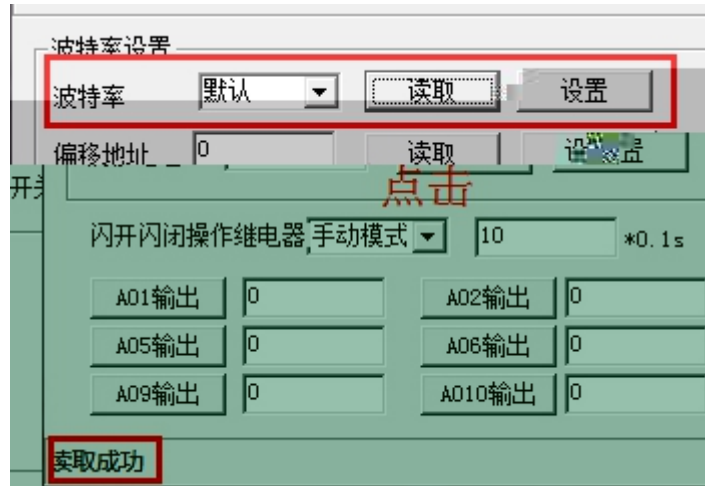 波特率设置
波特率 默认 读取 设置
偏移地址 0 读取
点击
闪开闪闭操作继电器 手动模式 10 *0.1s
A01输出 0 A02输出 0
A05输出 0 A06输出 0
A09输出 0 A010输出 0
读取成功